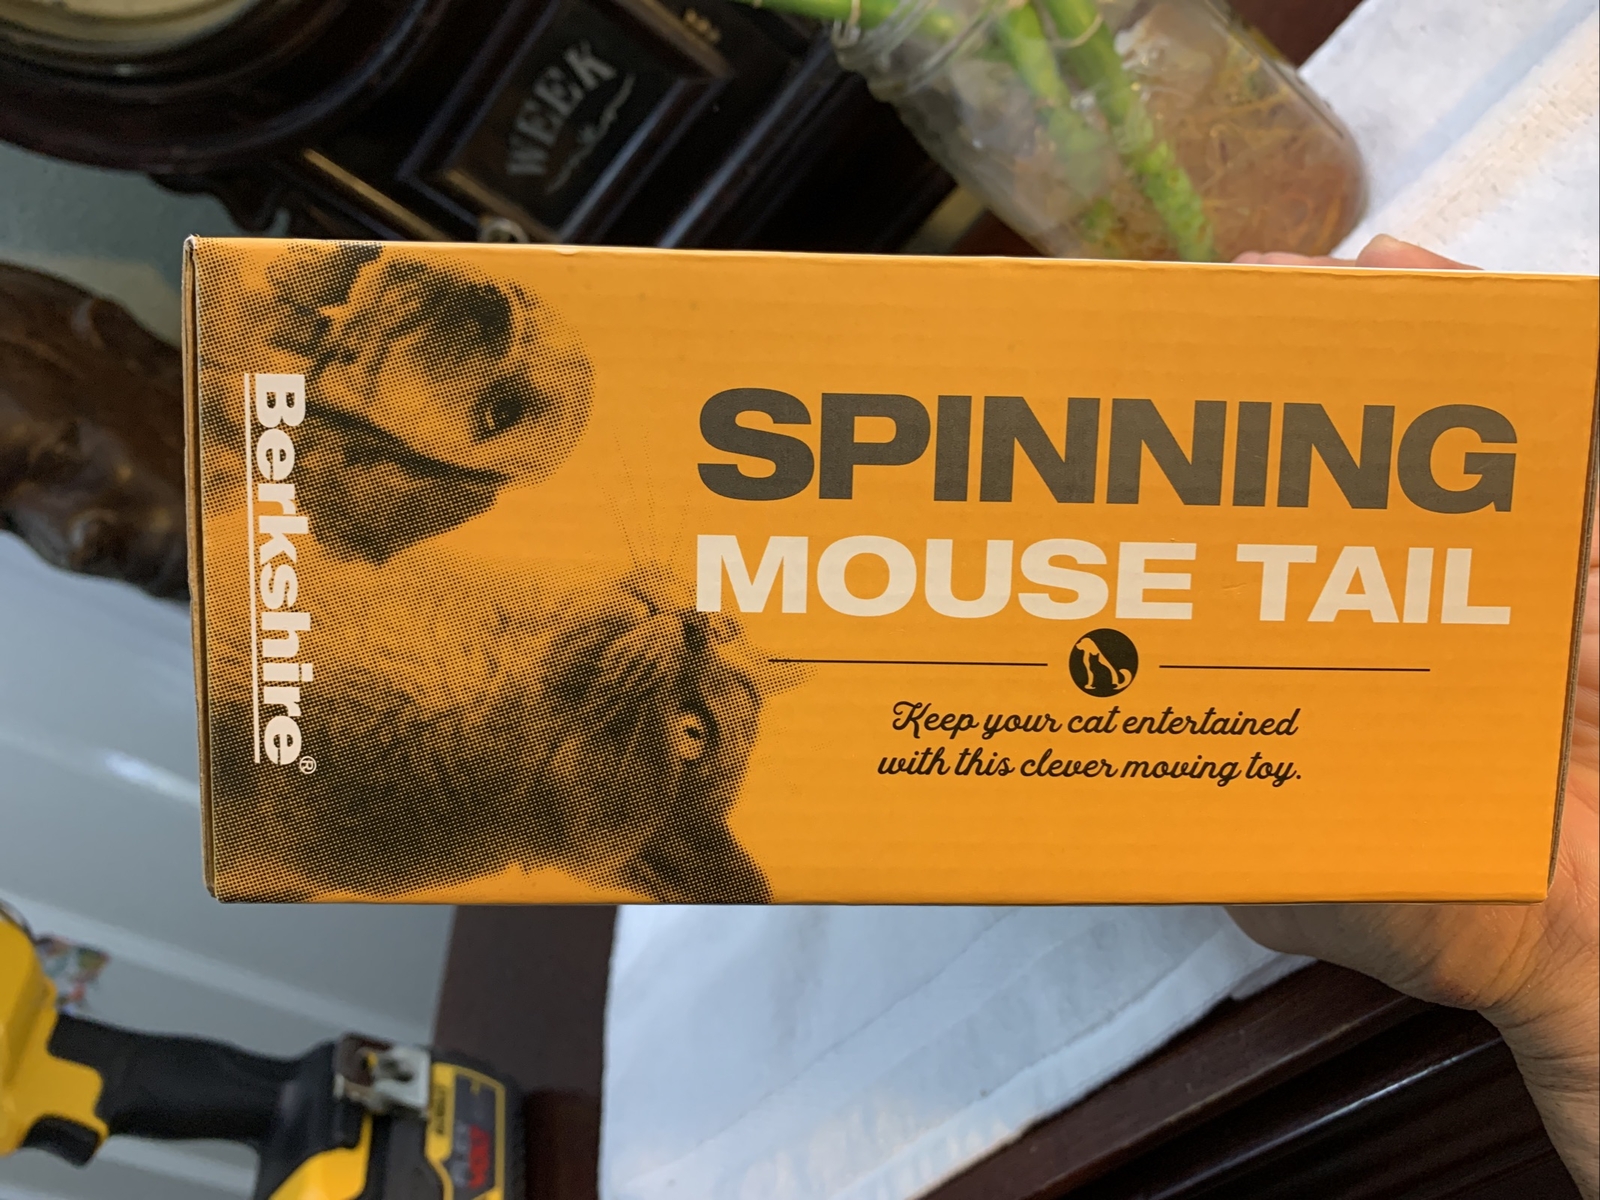 WEEK
Berkshire®
SPINNING
MOUSE TAIL
Keep your cat entertained
with this clever moving toy.